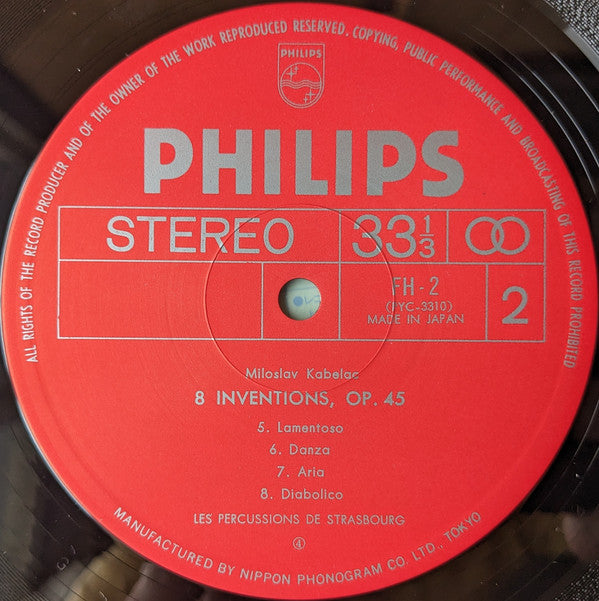 ALL RIGHTS OF THE RECORD PRODUCER AND OF THE OWNER OF THE WORK REPRODUCED RESERVED. COPYING, PUBLIC PERFORMANCE AND BROADCASTING OF THIS RECORD PROHIBITED
PHILIPS
PHILIPS
STEREO 33 1/3
FH-2
(PYC-3310)
MADE IN JAPAN
2
Miloslav Kabelac
8 INVENTIONS, OP. 45
5. Lamentoso
6. Danza
7. Aria
8. Diabolico
LES PERCUSSIONS DE STRASBOURG
④
MANUFACTURED BY NIPPON PHONOGRAM CO. LTD., TOKYO